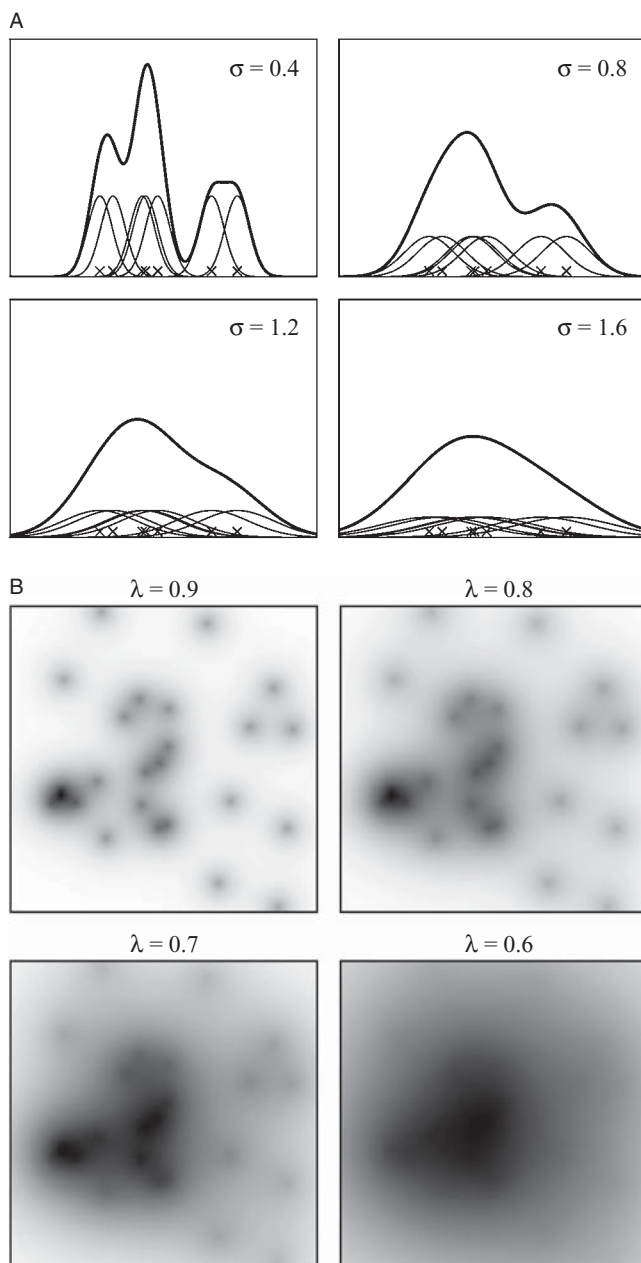 A
σ = 0.4
σ = 0.8
σ = 1.2
σ = 1.6
B
λ = 0.9
λ = 0.8
λ = 0.7
λ = 0.6